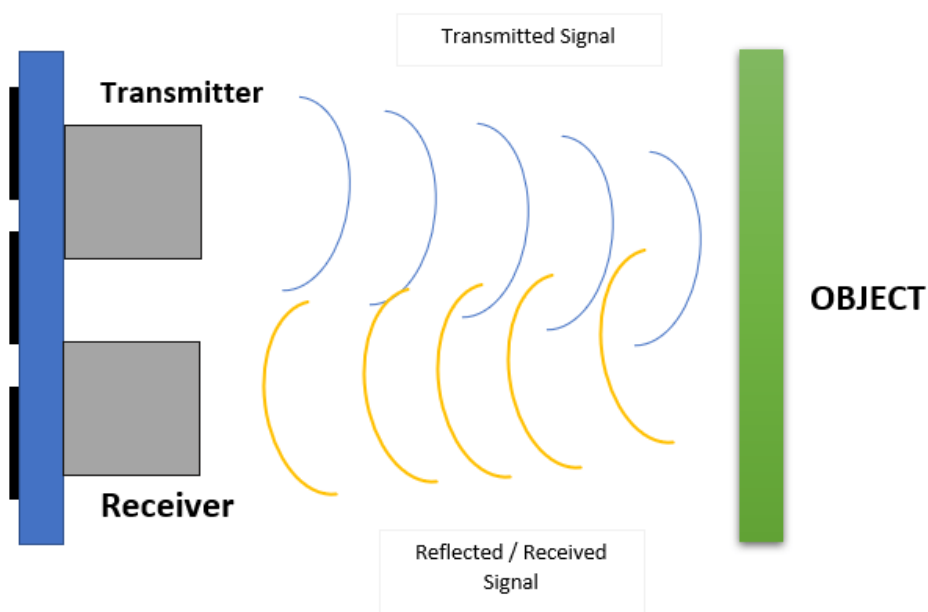 Transmitted Signal
Transmitter
OBJECT
Receiver
Reflected / Received
Signal